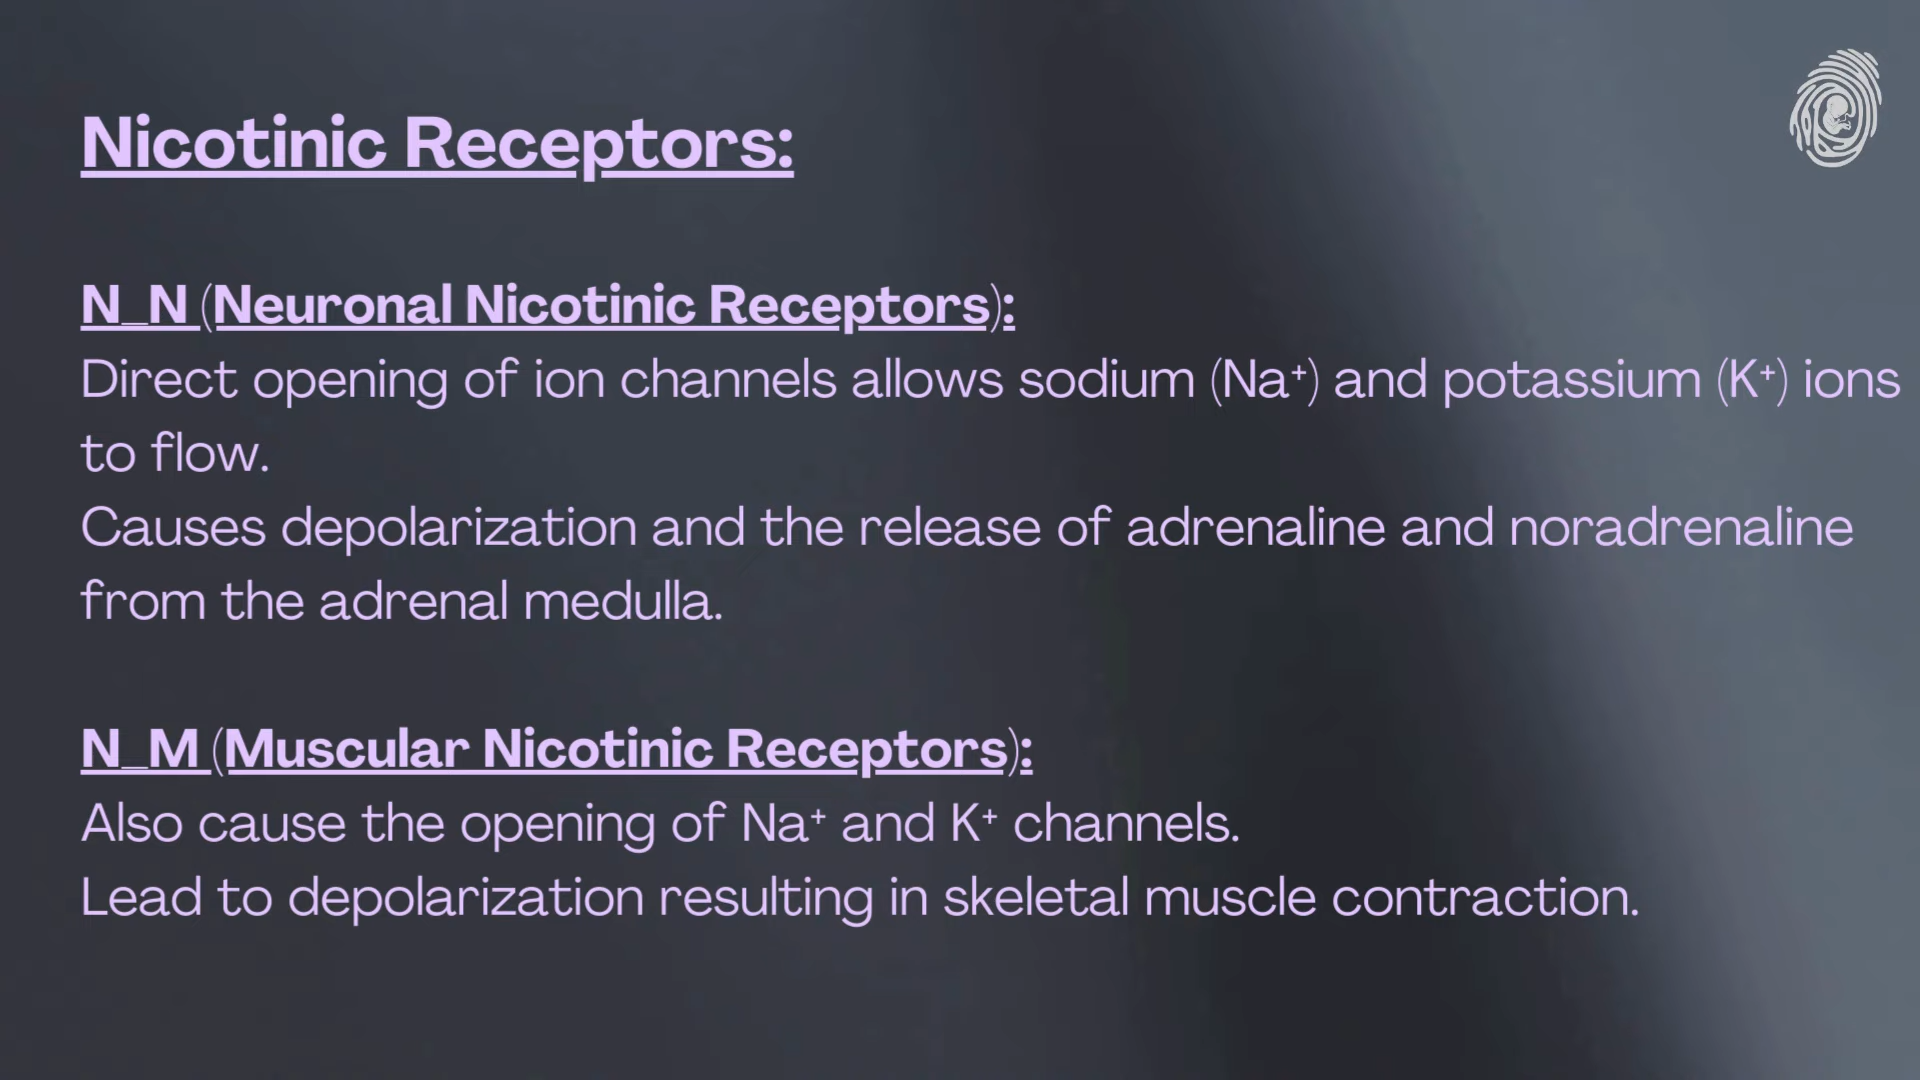 Nicotinic Receptors:
N_N (Neuronal Nicotinic Receptors):
Direct opening of ion channels allows sodium (Na⁺) and potassium (K⁺) ions
to flow.
Causes depolarization and the release of adrenaline and noradrenaline
from the adrenal medulla.
N_M (Muscular Nicotinic Receptors):
Also cause the opening of Na⁺ and K⁺ channels.
Lead to depolarization resulting in skeletal muscle contraction.